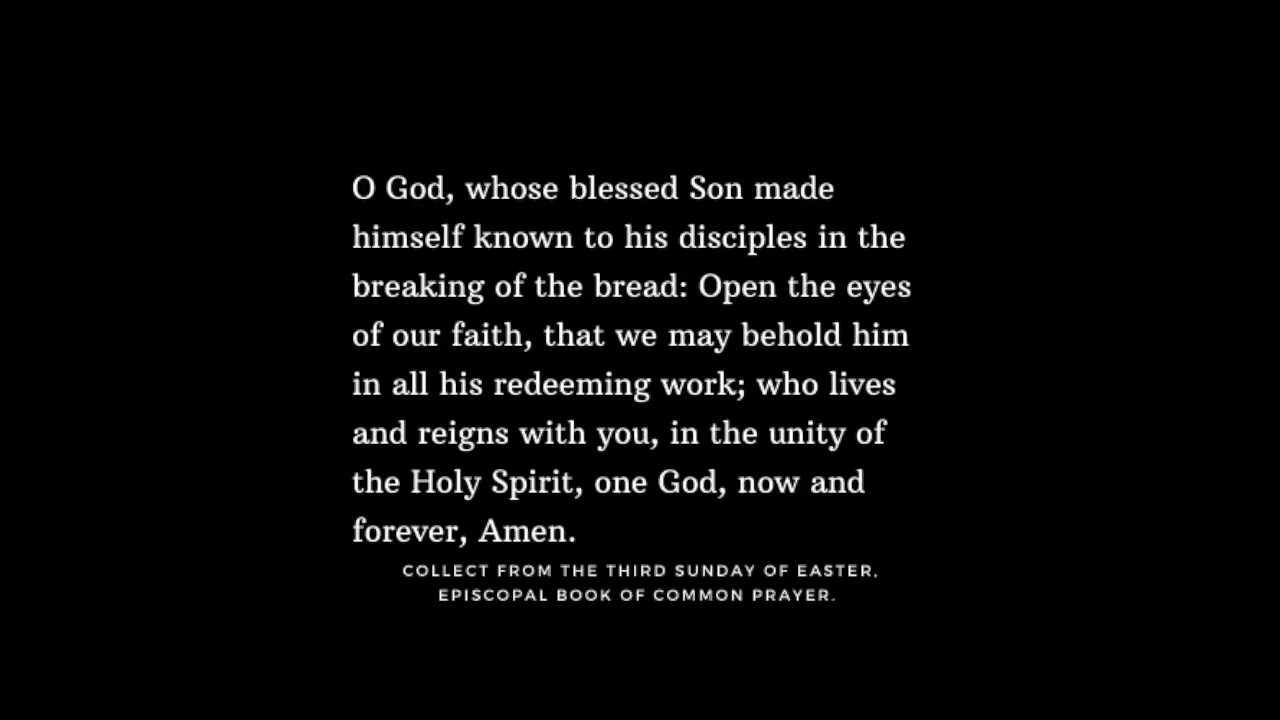 O God, whose blessed Son made
himself known to his disciples in the
breaking of the bread: Open the eyes
of our faith, that we may behold him
in all his redeeming work; who lives
and reigns with you, in the unity of
the Holy Spirit, one God, now and
forever, Amen.
COLLECT FROM THE THIRD SUNDAY OF EASTER,
EPISCOPAL BOOK OF COMMON PRAYER.